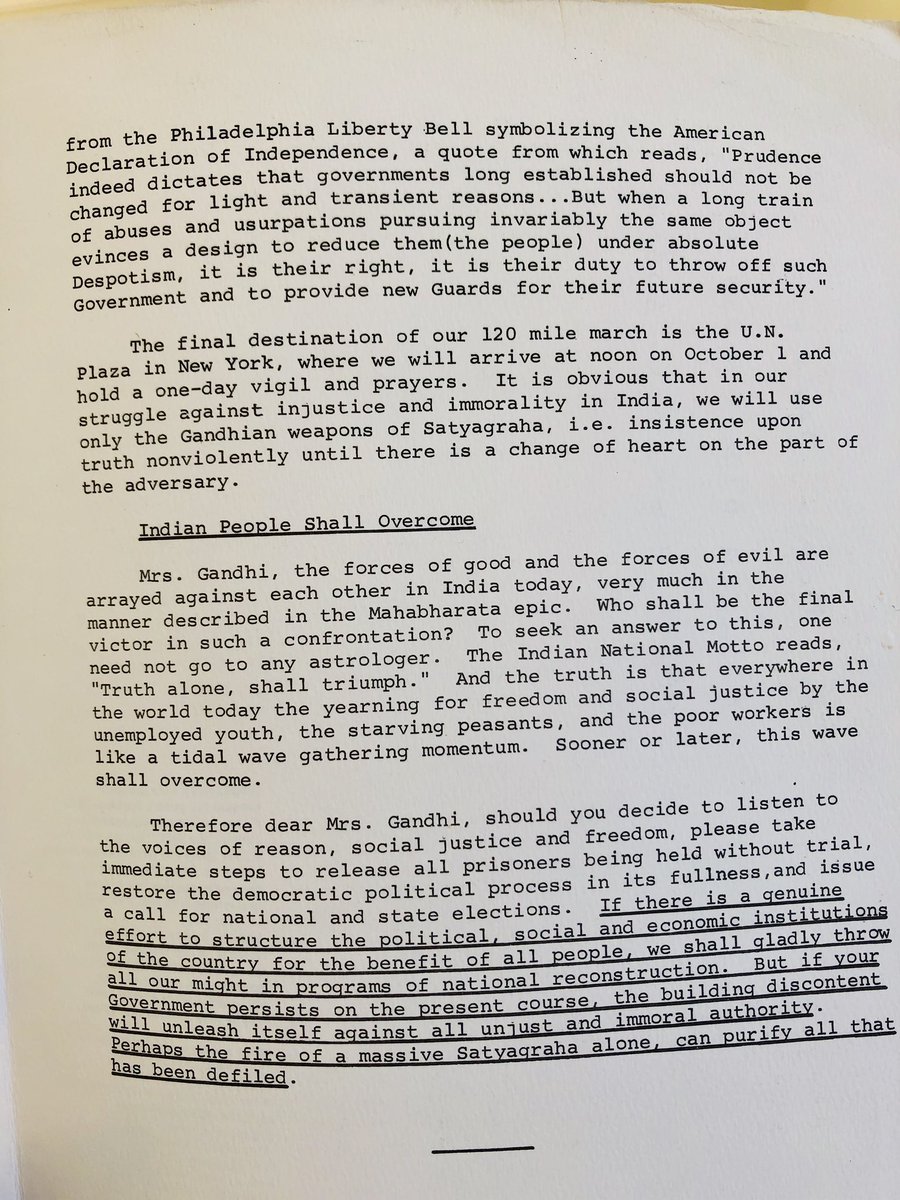 from the Philadelphia Liberty Bell symbolizing the American
Declaration of Independence, a quote from which reads, "Prudence
indeed dictates that governments long established should not be
changed for light and transient reasons...But when a long train
of abuses and usurpations pursuing invariably the same object
evinces a design to reduce them(the people) under absolute
Despotism, it is their right, it is their duty to throw off such
Government and to provide new Guards for their future security."
The final destination of our 120 mile march is the U.N.
Plaza in New York, where we will arrive at noon on October 1 and
hold a one-day vigil and prayers. It is obvious that in our
struggle against injustice and immorality in India, we will use
only the Gandhian weapons of Satyagraha, i.e. insistence upon
truth nonviolently until there is a change of heart on the part of
the adversary.
Indian People Shall Overcome
Mrs. Gandhi, the forces of good and the forces of evil are
arrayed against each other in India today, very much in the
manner described in the Mahabharata epic. Who shall be the final
victor in such a confrontation? To seek an answer to this, one
need not go to any astrologer. The Indian National Motto reads,
"Truth alone, shall triumph." And the truth is that everywhere in
the world today the yearning for freedom and social justice by the
unemployed youth, the starving peasants, and the poor workers is
like a tidal wave gathering momentum. Sooner or later, this wave
shall overcome.
Therefore dear Mrs. Gandhi, should you decide to listen to
the voices of reason, social justice and freedom, please take
immediate steps to release all prisoners being held without trial,
restore the democratic political process in its fullness,and issue
a call for national and state elections. If there is a genuine
effort to structure the political, social and economic institutions
of the country for the benefit of all people, we shall gladly throw
all our might in programs of national reconstruction. But if your
Government persists on the present course, the building discontent
will unleash itself against all unjust and immoral authority.
Perhaps the fire of a massive Satyagraha alone, can purify all that
has been defiled.